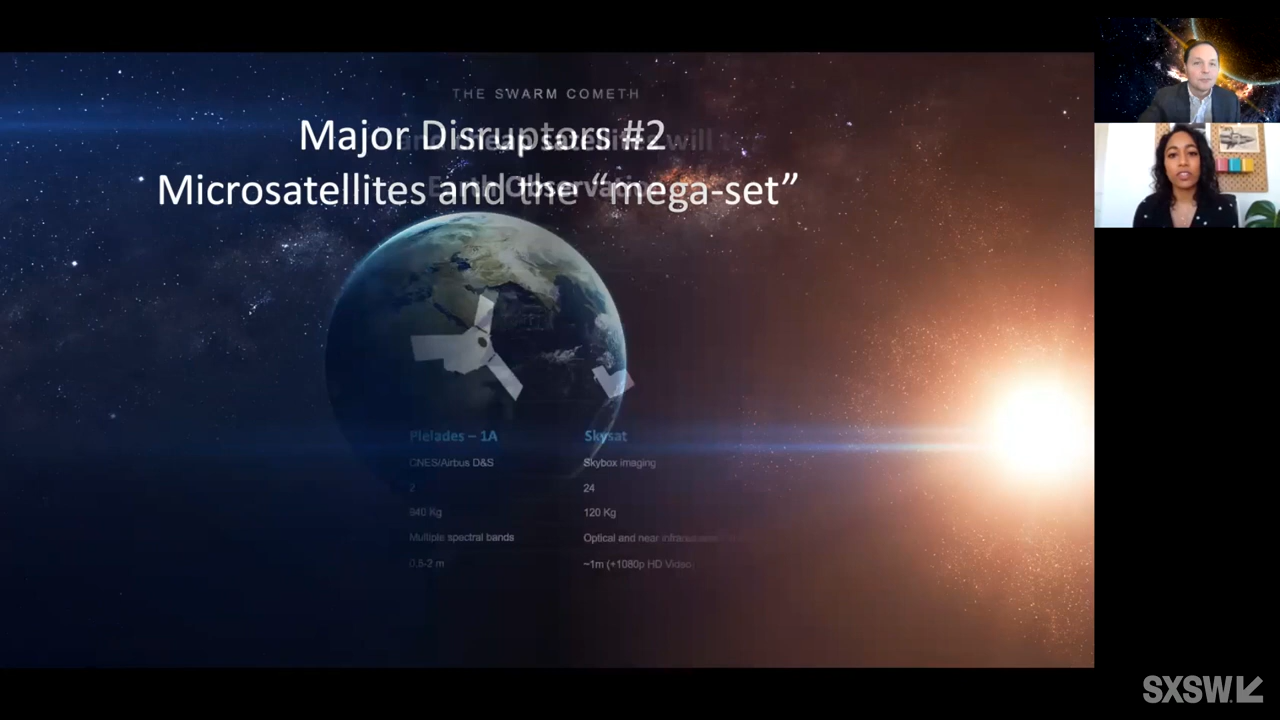 THE SWARM COMETH
Major Disruptors #2
satellites will
Microsatellites and the “mega-set”
Pleiades – 1A
Skysat
CNES/Airbus D&S
Skybox imaging
2
24
940 Kg
120 Kg
Multiple spectral bands
Optical and near
0.5-2 m
~1m (+1080p HD Video
SXSW